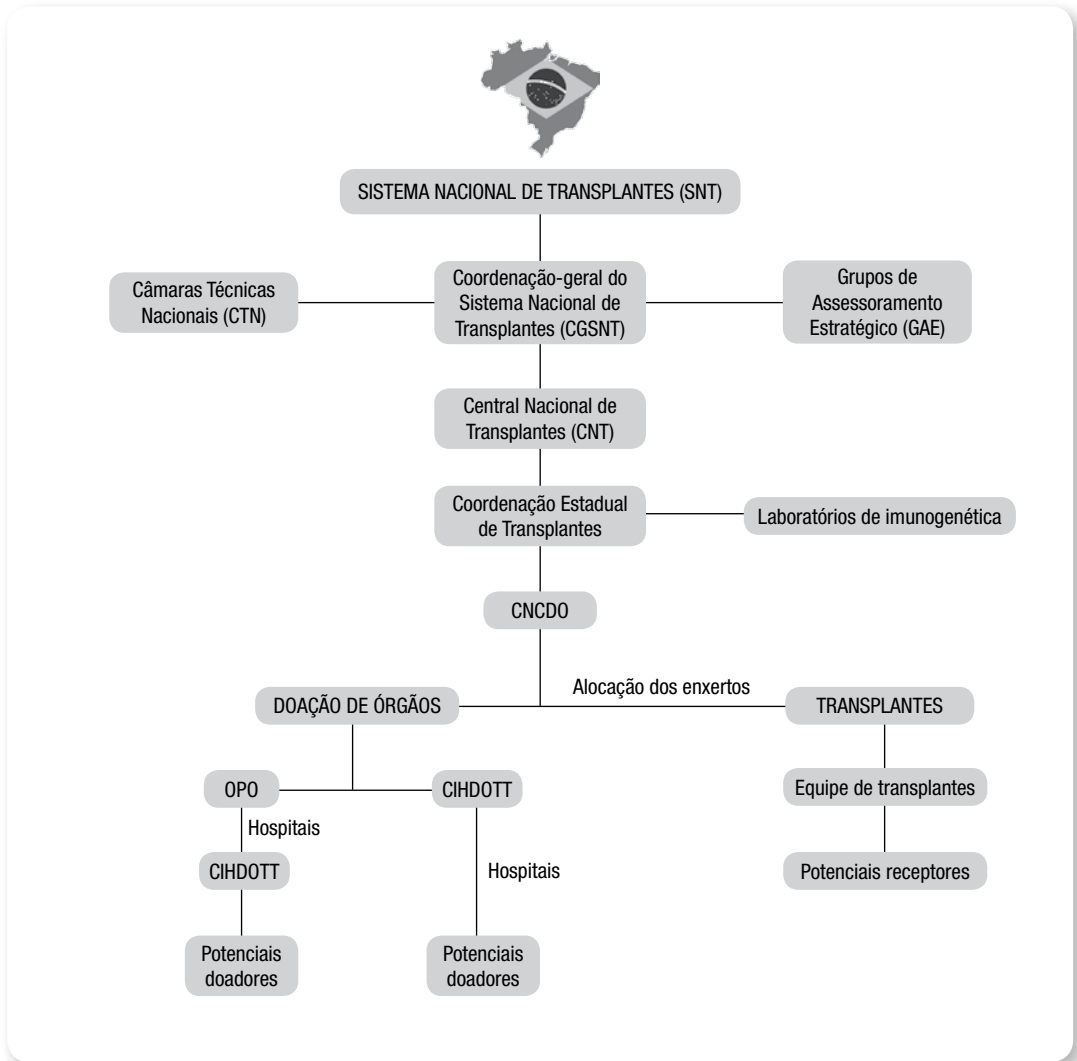 SISTEMA NACIONAL DE TRANSPLANTES (SNT)
Câmaras Técnicas
Nacionais (CTN)
Coordenação-geral do
Sistema Nacional de
Transplantes (CGSNT)
Grupos de
Assessoramento
Estratégico (GAE)
Central Nacional de
Transplantes (CNT)
Coordenação Estadual
de Transplantes
Laboratórios de imunogenética
CNCDO
Alocação dos enxertos
DOAÇÃO DE ÓRGÃOS
TRANSPLANTES
OPO
CIHDOTT
Equipe de transplantes
Hospitais
CIHDOTT
Hospitais
Potenciais receptores
Potenciais
doadores
Potenciais
doadores